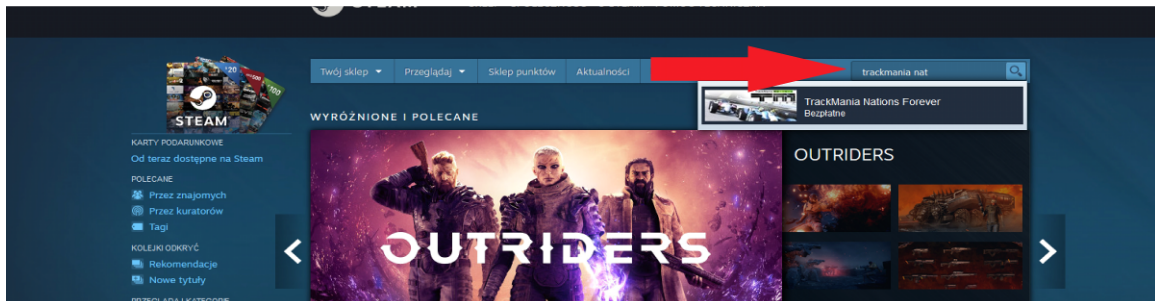 Twój sklep
Przeglądaj
Sklep punktów
Aktualności
trackmania nat
TrackMania Nations Forever
Bezpłatne
$20
STEAM
KARTY PODARUNKOWE
Od teraz dostępne na Steam
POLECANE
Przez znajomych
Przez kuratorów
Tagi
KOLEJKI ODKRYĆ
Rekomendacje
Nowe tytuły
WYRÓŻNIONE I POLECANE
OUTRIDERS
OUTRIDERS